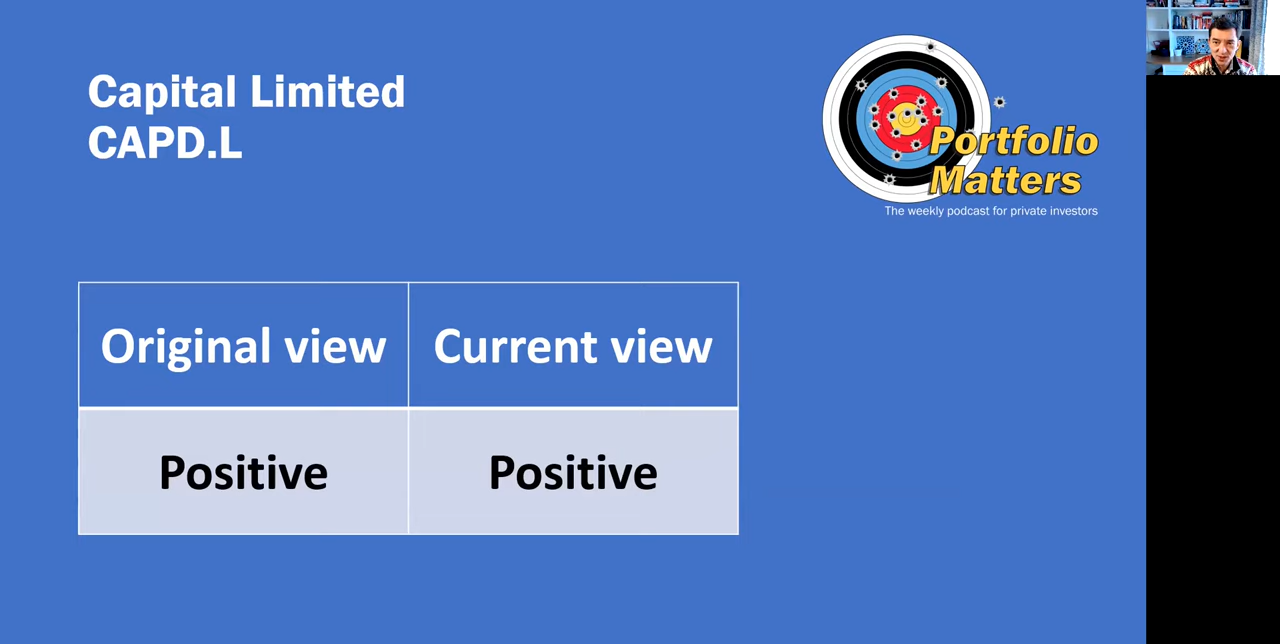 Capital Limited
CAPD.L
Portfolio
Matters
The weekly podcast for private investors
Original view
Current view
Positive
Positive